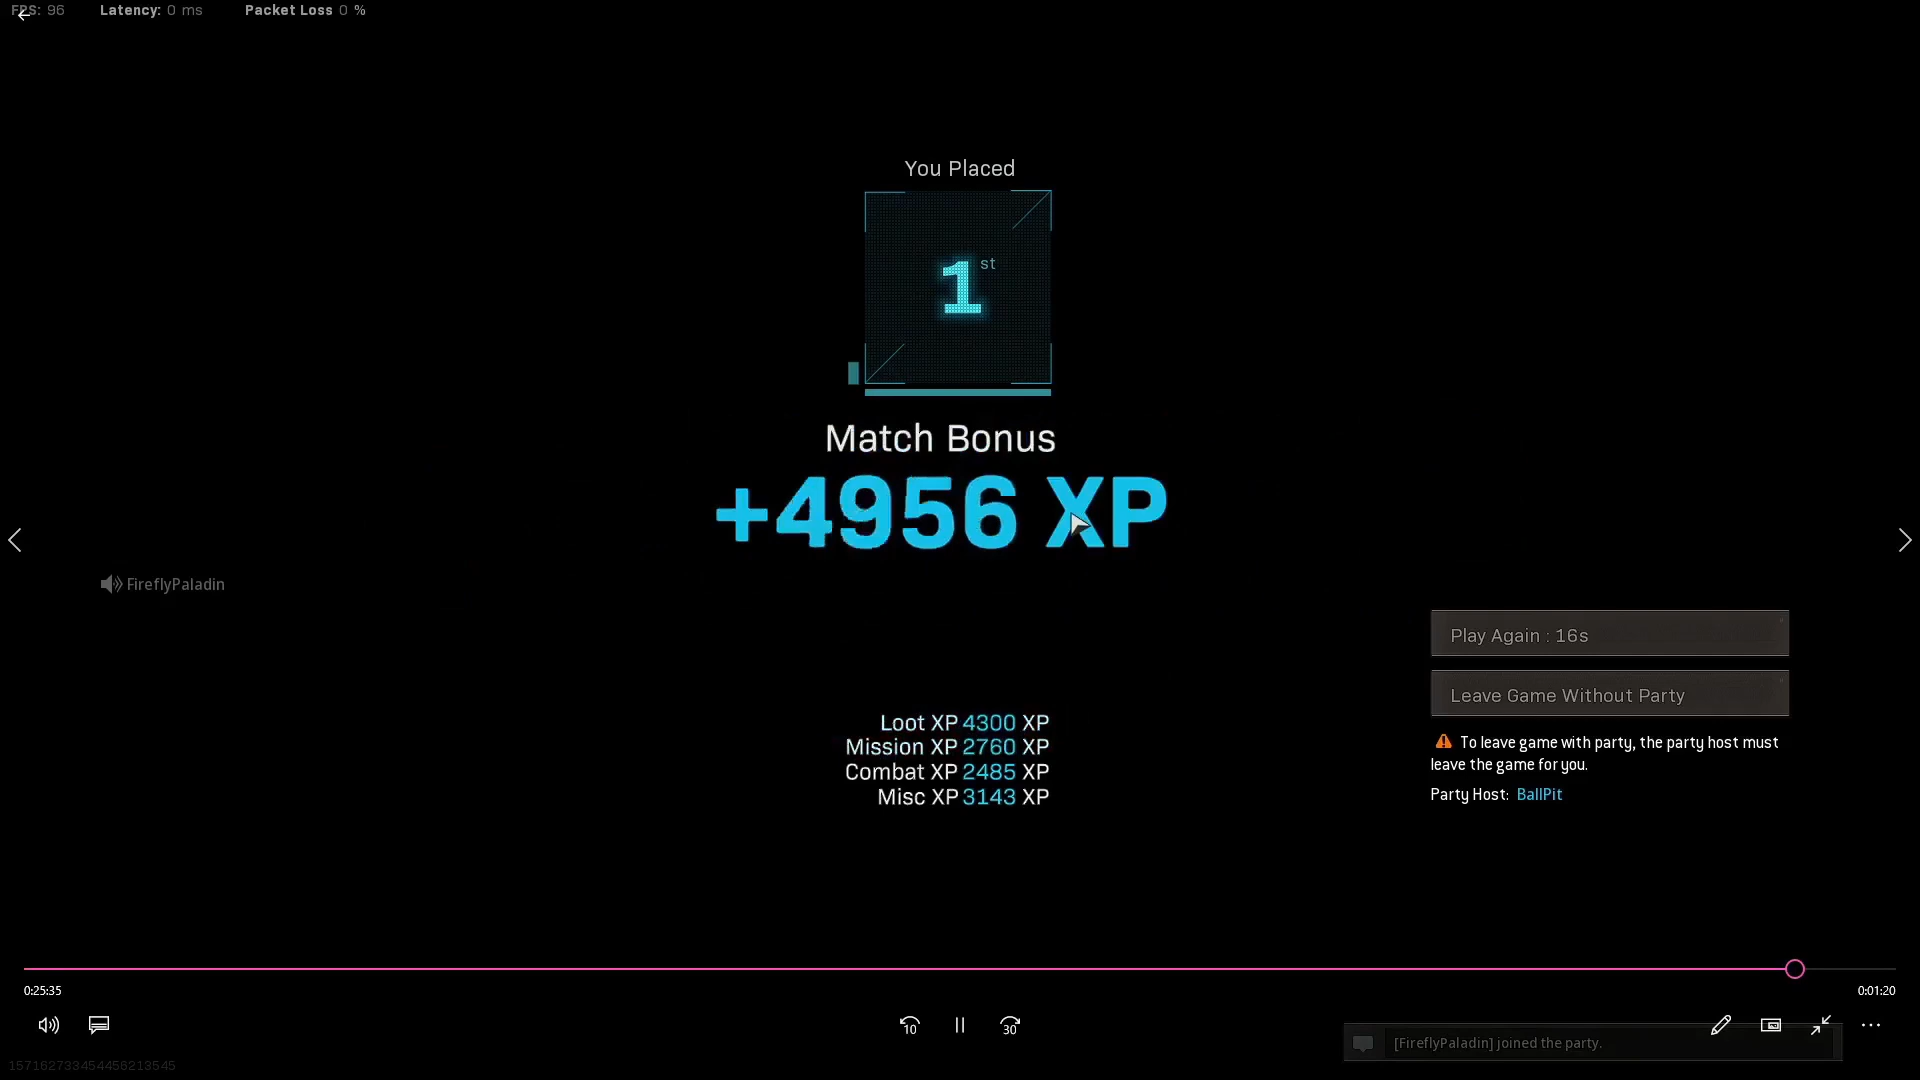 FPS: 96 Latency: 0 ms Packet Loss 0 %
You Placed
1st
Match Bonus
+4956 XP
FireflyPaladin
Play Again : 16s
Leave Game Without Party
Loot XP 4300 XP
Mission XP 2760 XP
Combat XP 2485 XP
Misc XP 3143 XP
To leave game with party, the party host must
leave the game for you.
Party Host: BallPit
0:25:35
0:01:20
10
30
[FireflyPaladin] joined the party.
157162733454456213545